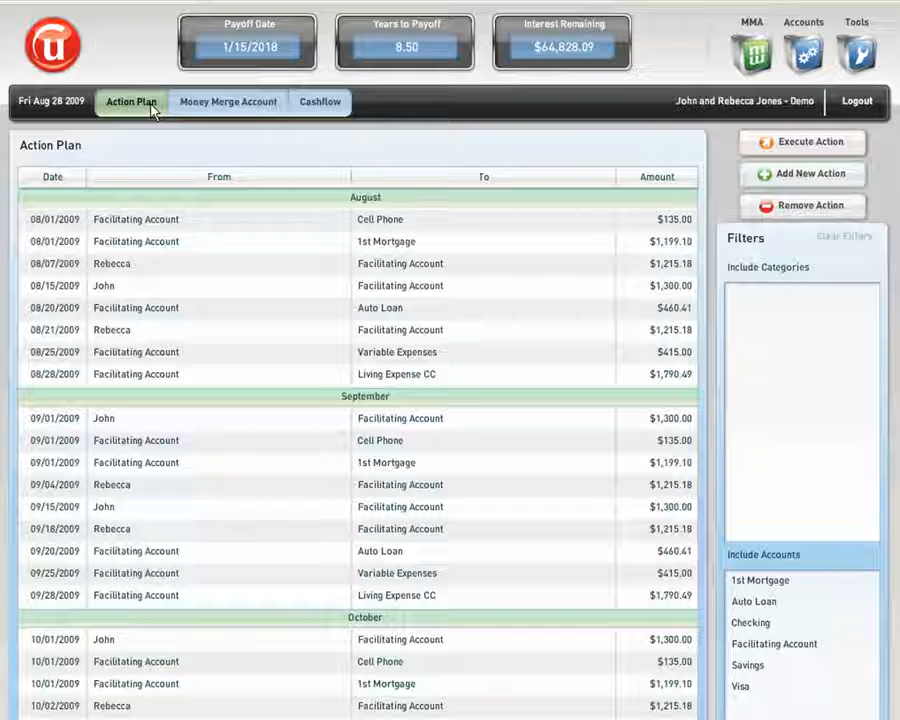 Payoff Date
1/15/2018
Years to Payoff
8.50
Interest Remaining
$64,828.09
MMA
Accounts
Tools
Fri Aug 28 2009
Action Plan
Money Merge Account
Cashflow
John and Rebecca Jones - Demo
Logout
Action Plan
Execute Action
Add New Action
Remove Action
Date From To Amount
August
08/01/2009 Facilitating Account Cell Phone $135.00
08/01/2009 Facilitating Account 1st Mortgage $1,199.10
08/07/2009 Rebecca Facilitating Account $1,215.18
08/15/2009 John Facilitating Account $1,300.00
08/20/2009 Facilitating Account Auto Loan $460.41
08/21/2009 Rebecca Facilitating Account $1,215.18
08/25/2009 Facilitating Account Variable Expenses $415.00
08/28/2009 Facilitating Account Living Expense CC $1,790.49
September
09/01/2009 John Facilitating Account $1,300.00
09/01/2009 Facilitating Account Cell Phone $135.00
09/01/2009 Facilitating Account 1st Mortgage $1,199.10
09/04/2009 Rebecca Facilitating Account $1,215.18
09/15/2009 John Facilitating Account $1,300.00
09/18/2009 Rebecca Facilitating Account $1,215.18
09/20/2009 Facilitating Account Auto Loan $460.41
09/25/2009 Facilitating Account Variable Expenses $415.00
09/28/2009 Facilitating Account Living Expense CC $1,790.49
October
10/01/2009 John Facilitating Account $1,300.00
10/01/2009 Facilitating Account Cell Phone $135.00
10/01/2009 Facilitating Account 1st Mortgage $1,199.10
10/02/2009 Rebecca Facilitating Account $1,215.18
Filters
Clear Filters
Include Categories
Include Accounts
1st Mortgage
Auto Loan
Checking
Facilitating Account
Savings
Visa